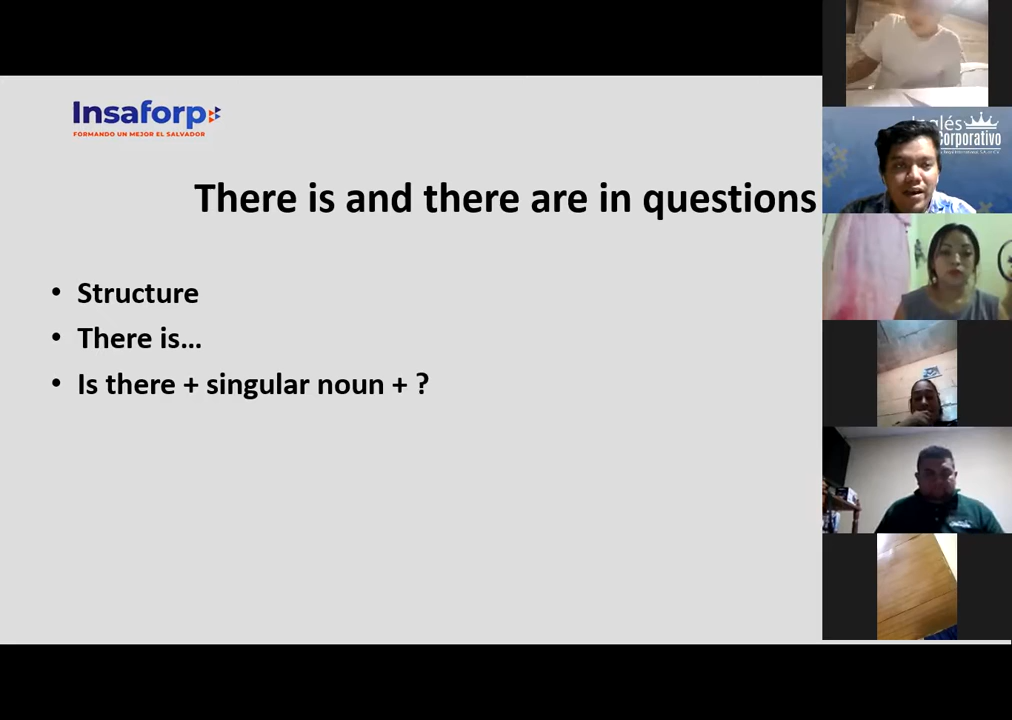 Insaforp
FORMANDO UN MEJOR EL SALVADOR
There is and there are in questions
• Structure
• There is...
• Is there + singular noun + ?
Inglés
Corporativo